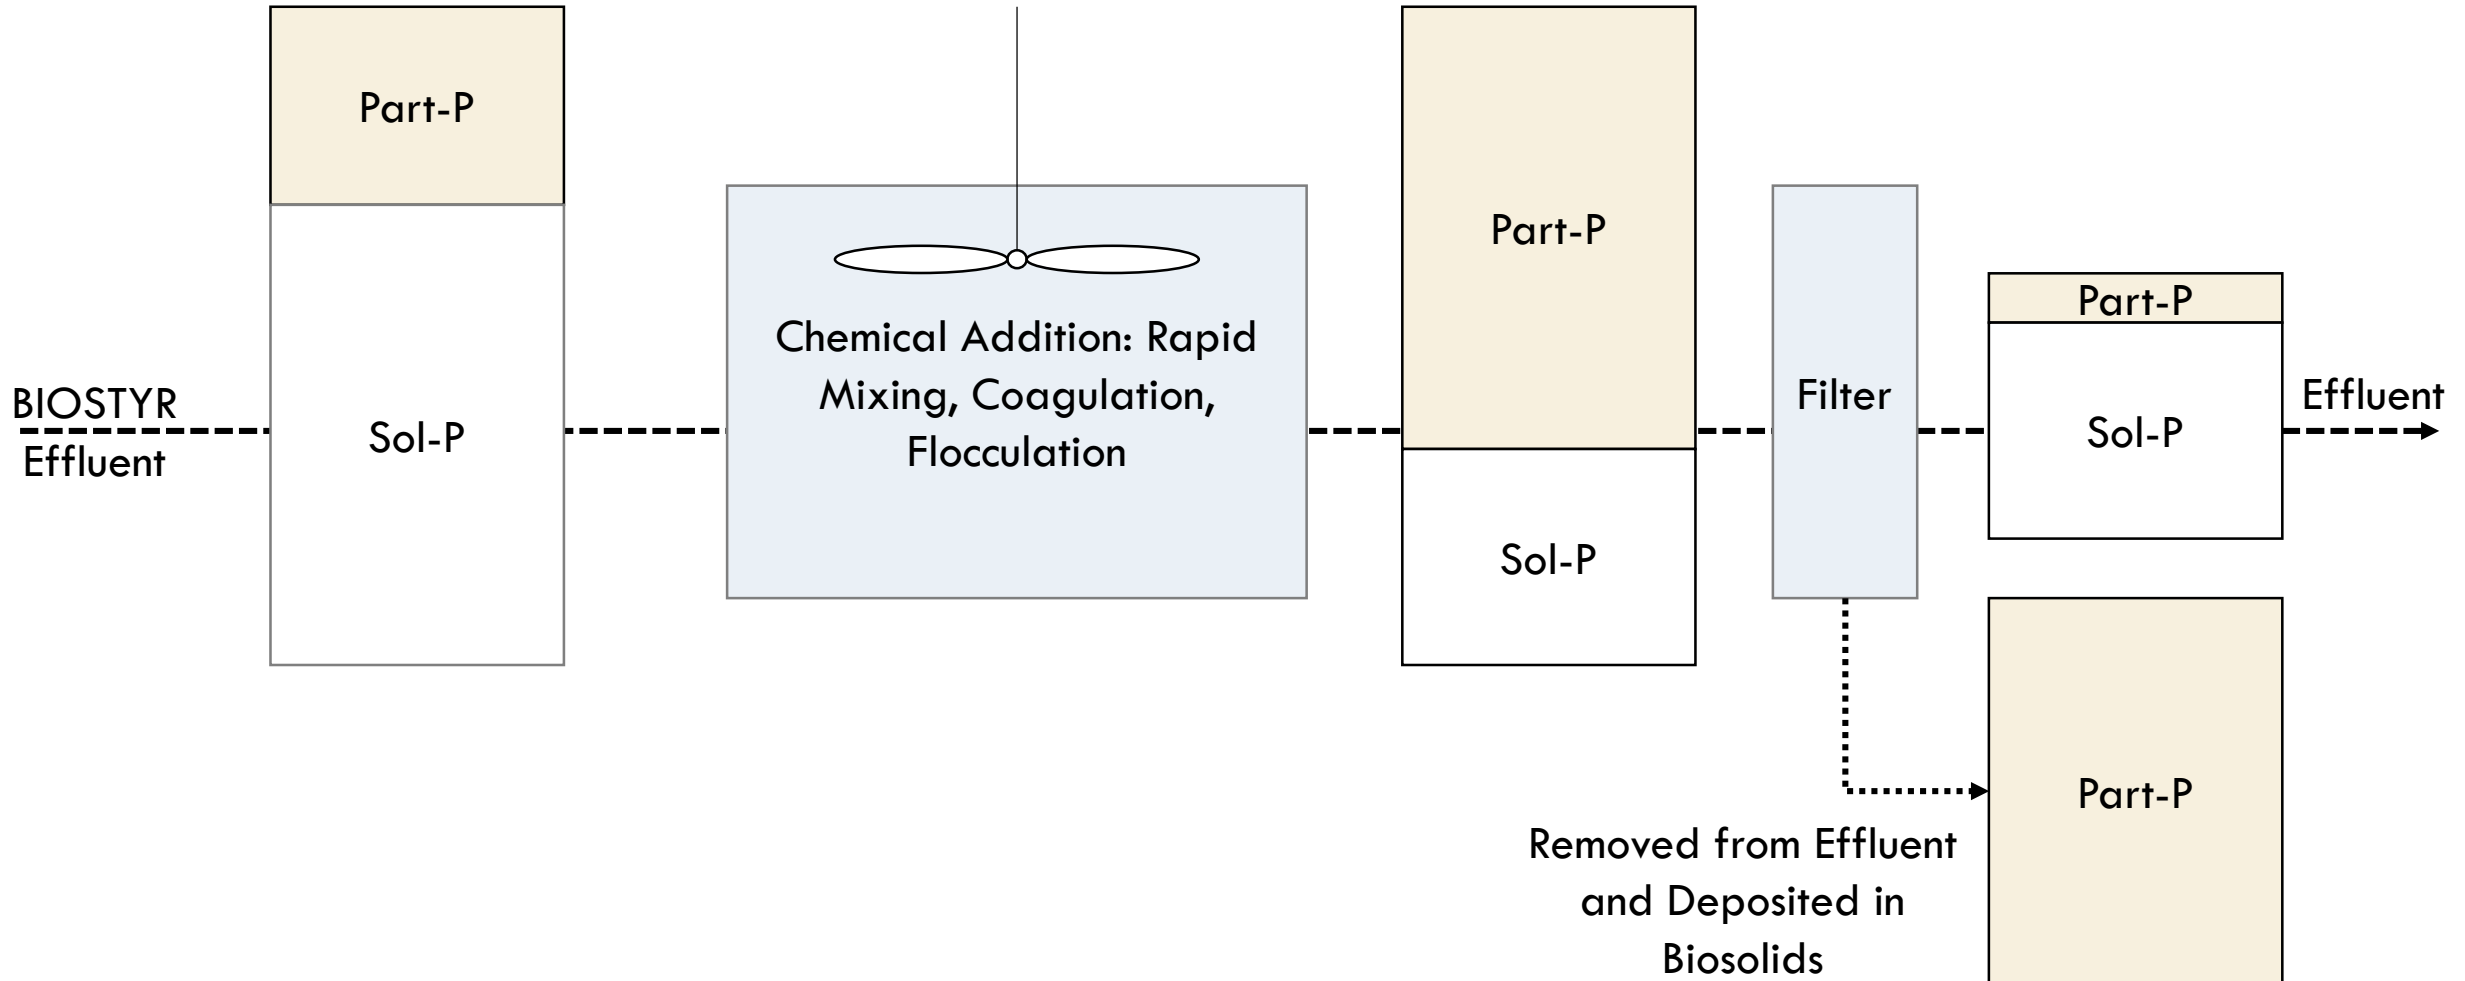 Part-P
Sol-P
BIOSTYR
Effluent
Chemical Addition: Rapid
Mixing, Coagulation,
Flocculation
Part-P
Sol-P
Filter
Part-P
Sol-P
Effluent
Part-P
Removed from Effluent
and Deposited in
Biosolids